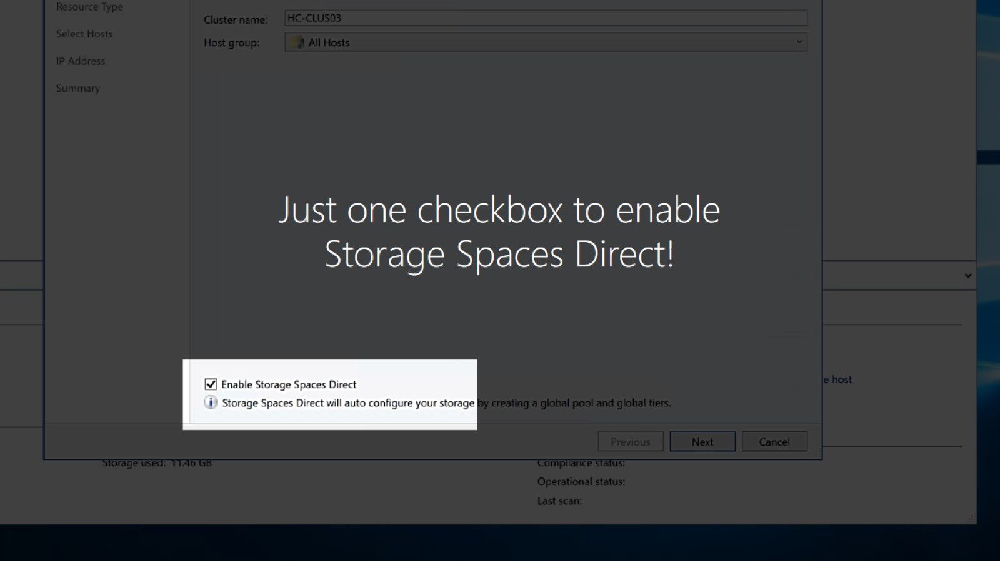 Resource Type
Select Hosts
IP Address
Summary
Cluster name: HC-CLUS03
Host group: All Hosts
Just one checkbox to enable
Storage Spaces Direct!
Enable Storage Spaces Direct
Storage Spaces Direct will auto configure your storage by creating a global pool and global tiers.
Previous Next Cancel
e host
Storage used: 11.46 GB
Compliance status:
Operational status:
Last scan: